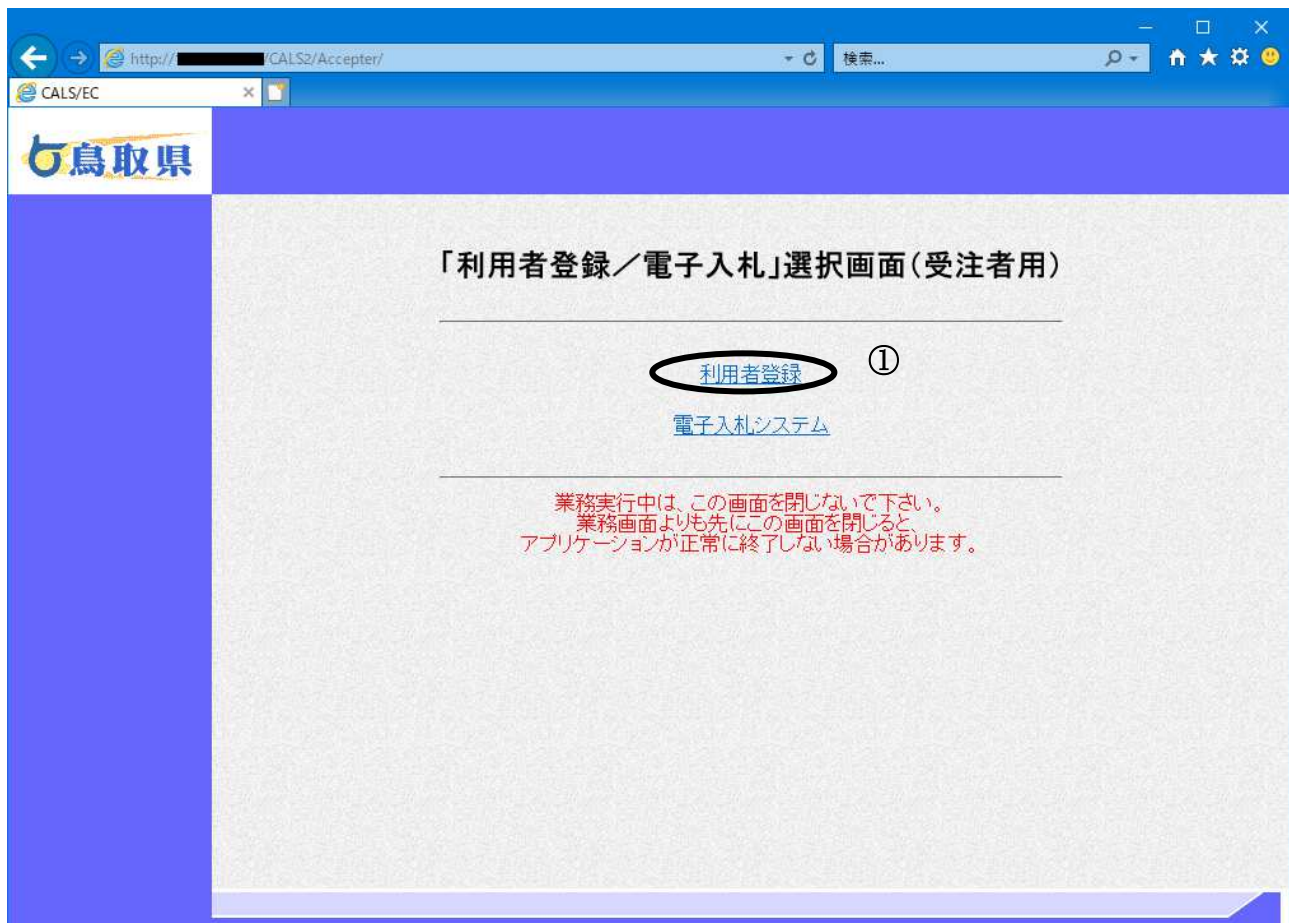 http:// /CALS2/Accepter/
検索...
CALS/EC
鳥取県
「利用者登録/電子入札」選択画面(受注者用)
利用者登録
①
電子入札システム
業務実行中は、この画面を閉じないで下さい。
業務画面よりも先にこの画面を閉じると、
アプリケーションが正常に終了しない場合があります。